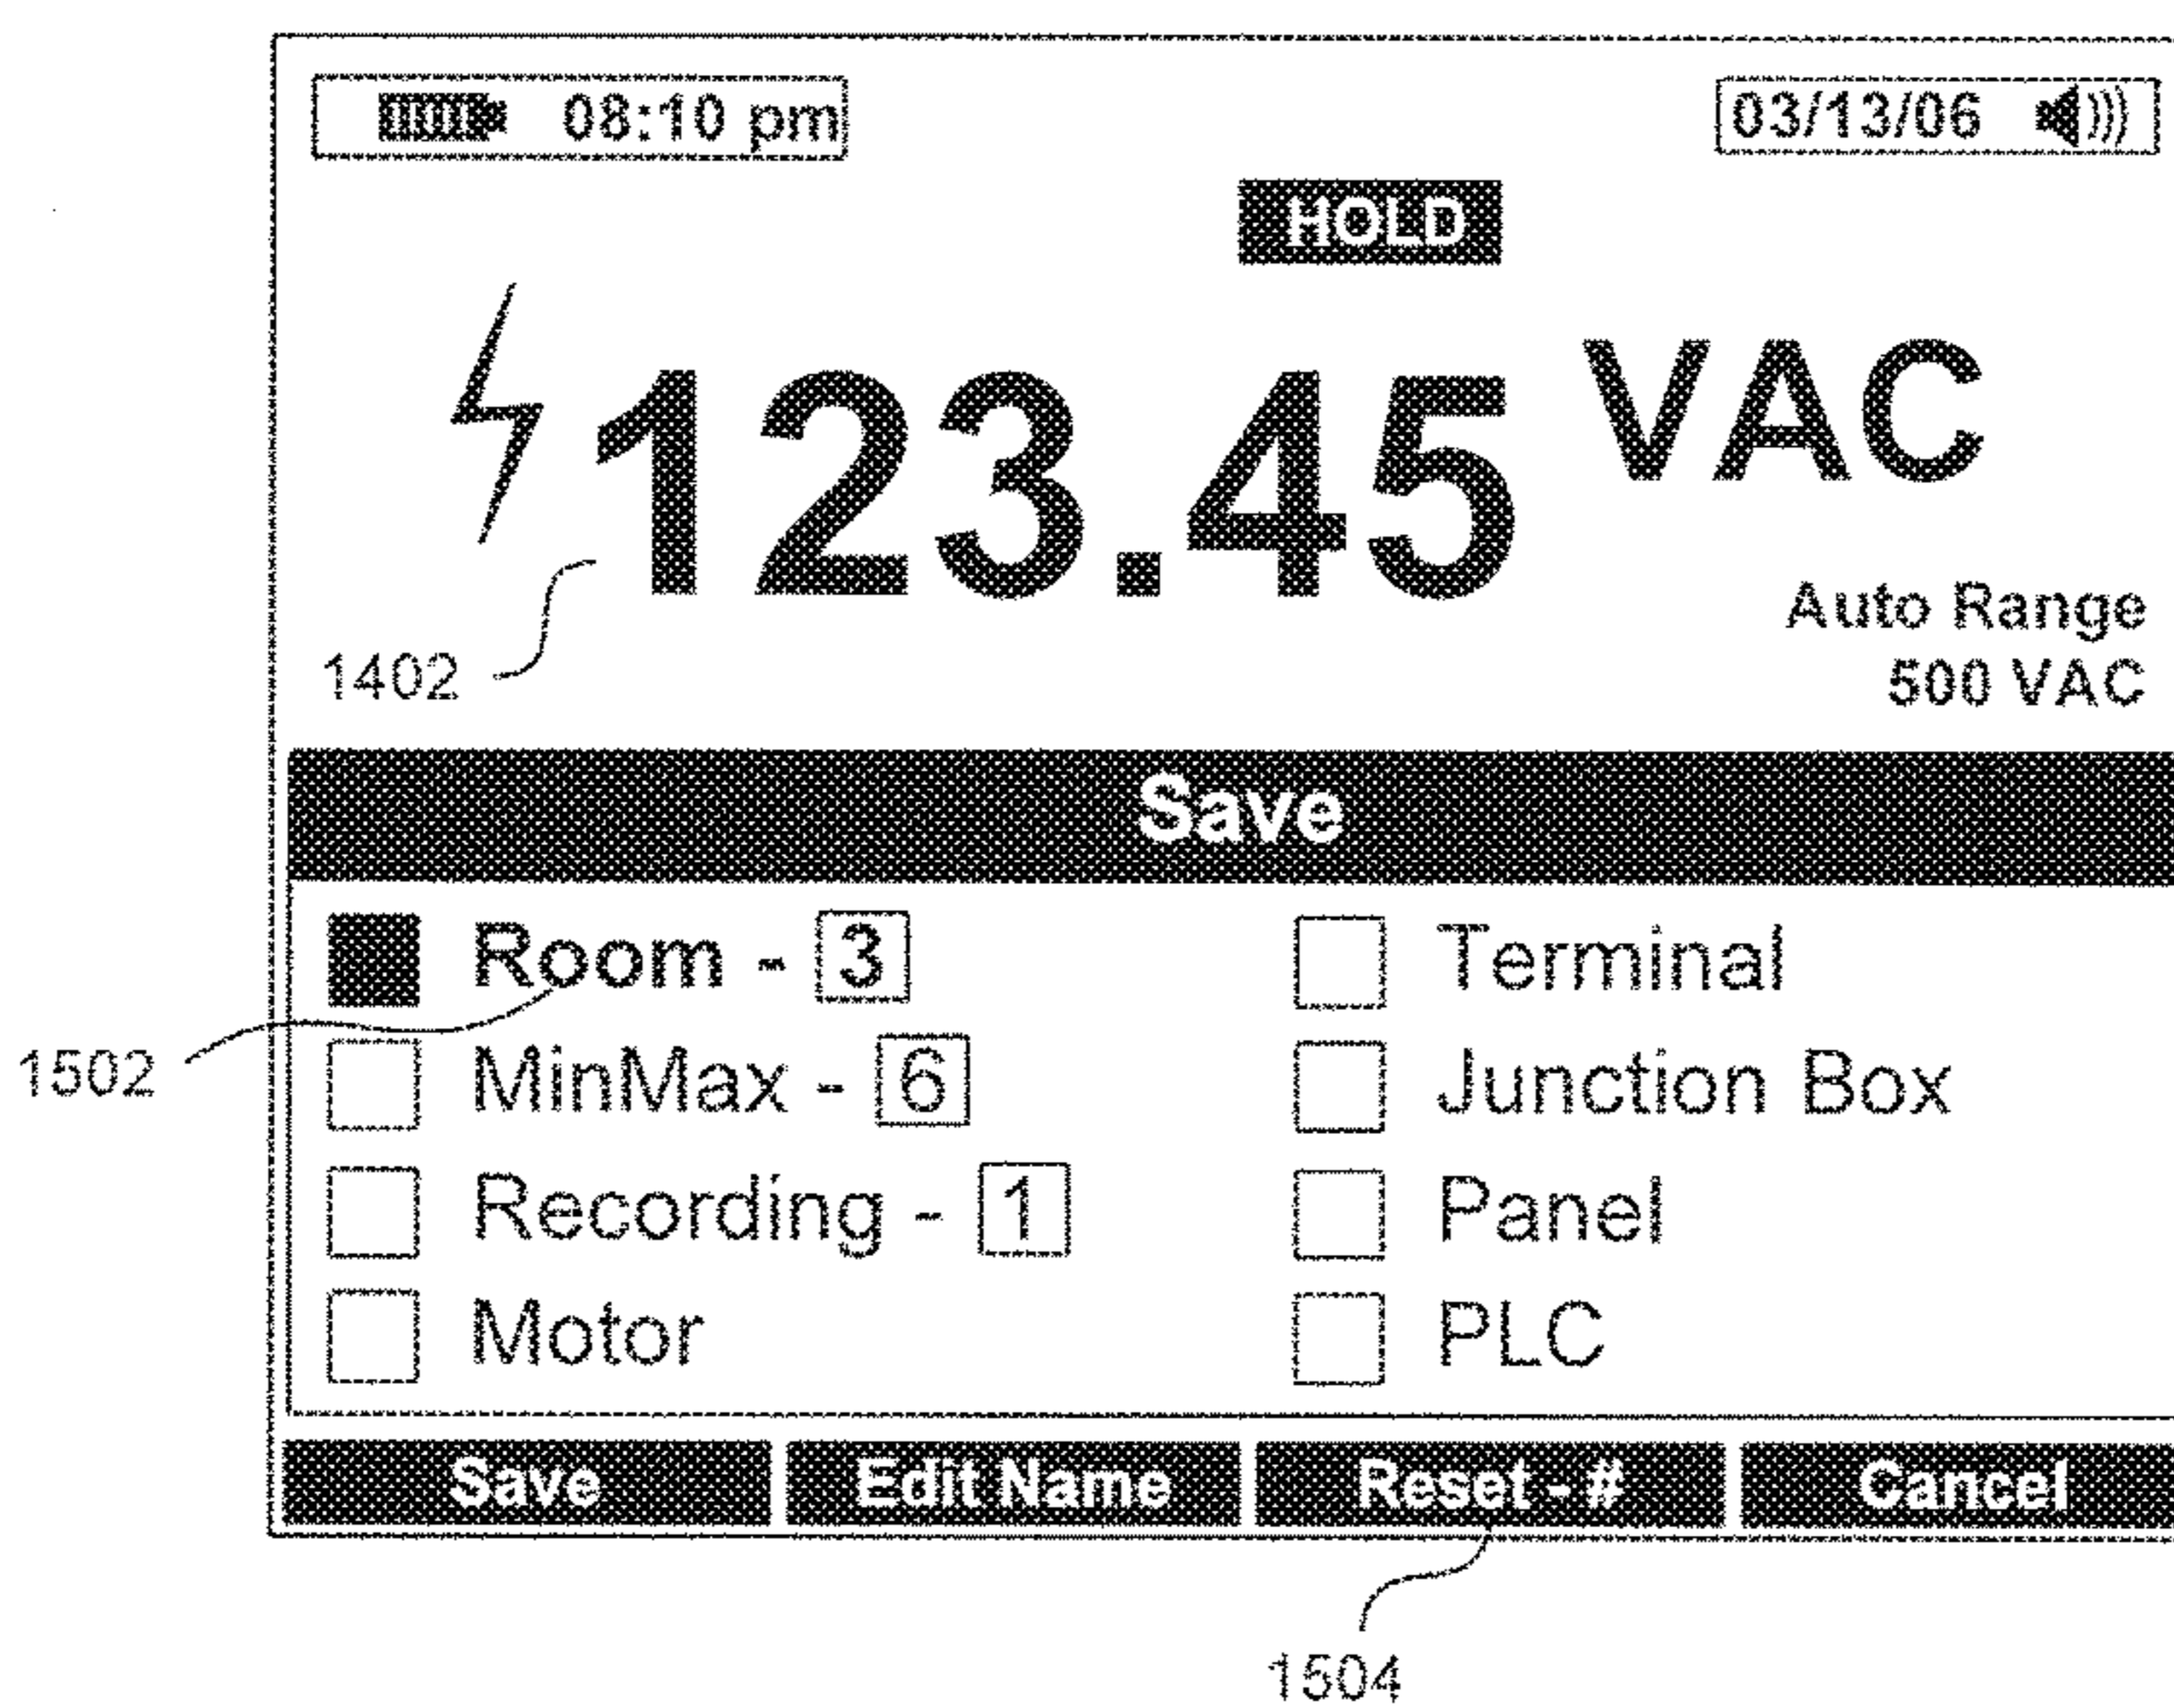 08:10 pm 03/13/06
HOLD
123.45 VAC
1402
Auto Range
500 VAC
Save
Room - 3 Terminal
1502
MinMax - 6 Junction Box
Recording - 1 Panel
Motor PLC
Save Edit Name Reset - # Cancel
1504